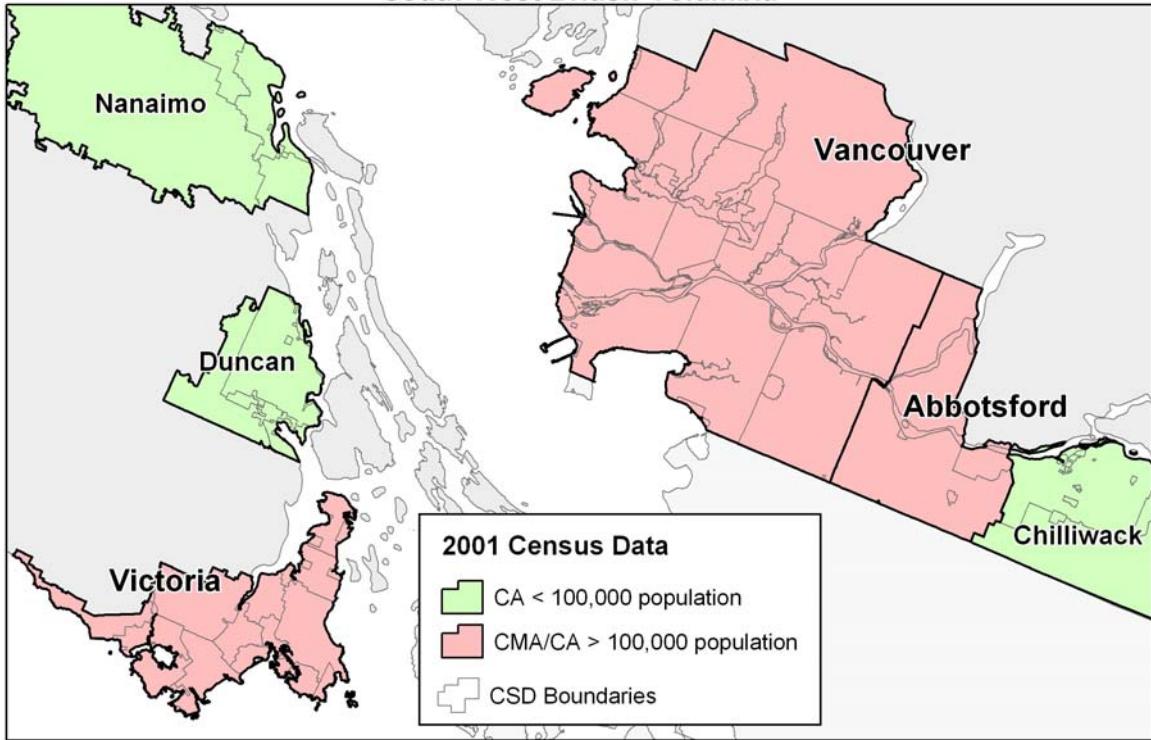 Nanaimo
Vancouver
Duncan
Abbotsford
Chilliwack
Victoria
2001 Census Data
CA < 100,000 population
CMA/CA > 100,000 population
CSD Boundaries